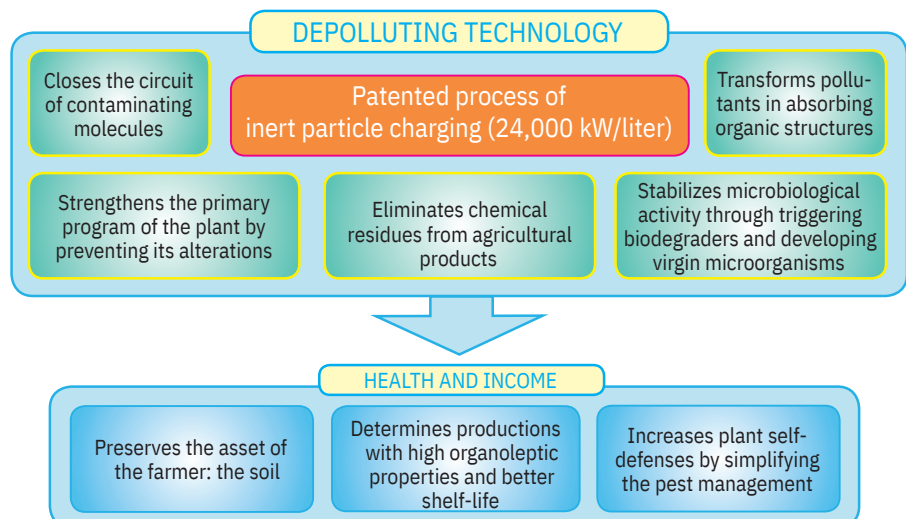 DEPOLLUTING TECHNOLOGY
Closes the circuit
of contaminating
molecules
Patented process of
inert particle charging (24,000 kW/liter)
Transforms pollu-
tants in absorbing
organic structures
Strengthens the primary
program of the plant by
preventing its alterations
Eliminates chemical
residues from agricultural
products
Stabilizes microbiological
activity through triggering
biodegraders and developing
virgin microorganisms
HEALTH AND INCOME
Preserves the asset of
the farmer: the soil
Determines productions
with high organoleptic
properties and better
shelf-life
Increases plant self-
defenses by simplifying
the pest management